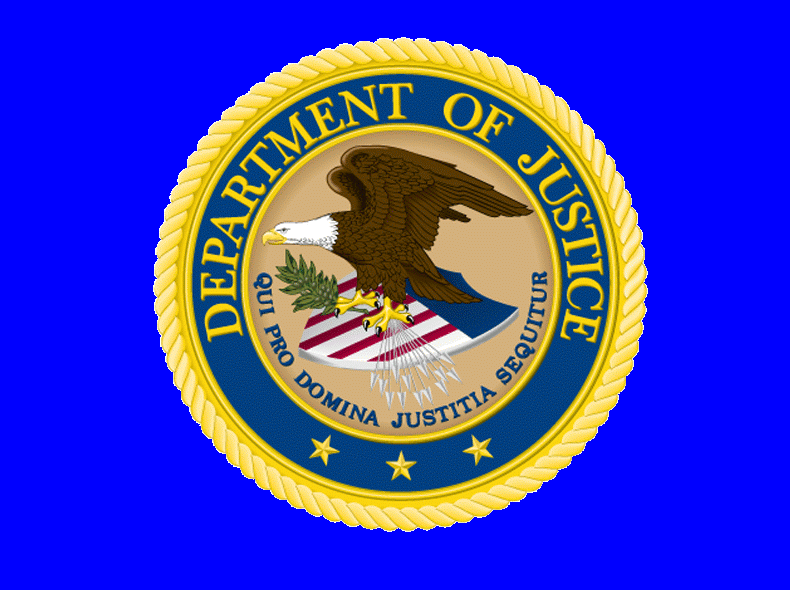 DEPARTMENT OF JUSTICE
QUI PRO DOMINA JUSTITIA SEQUITUR